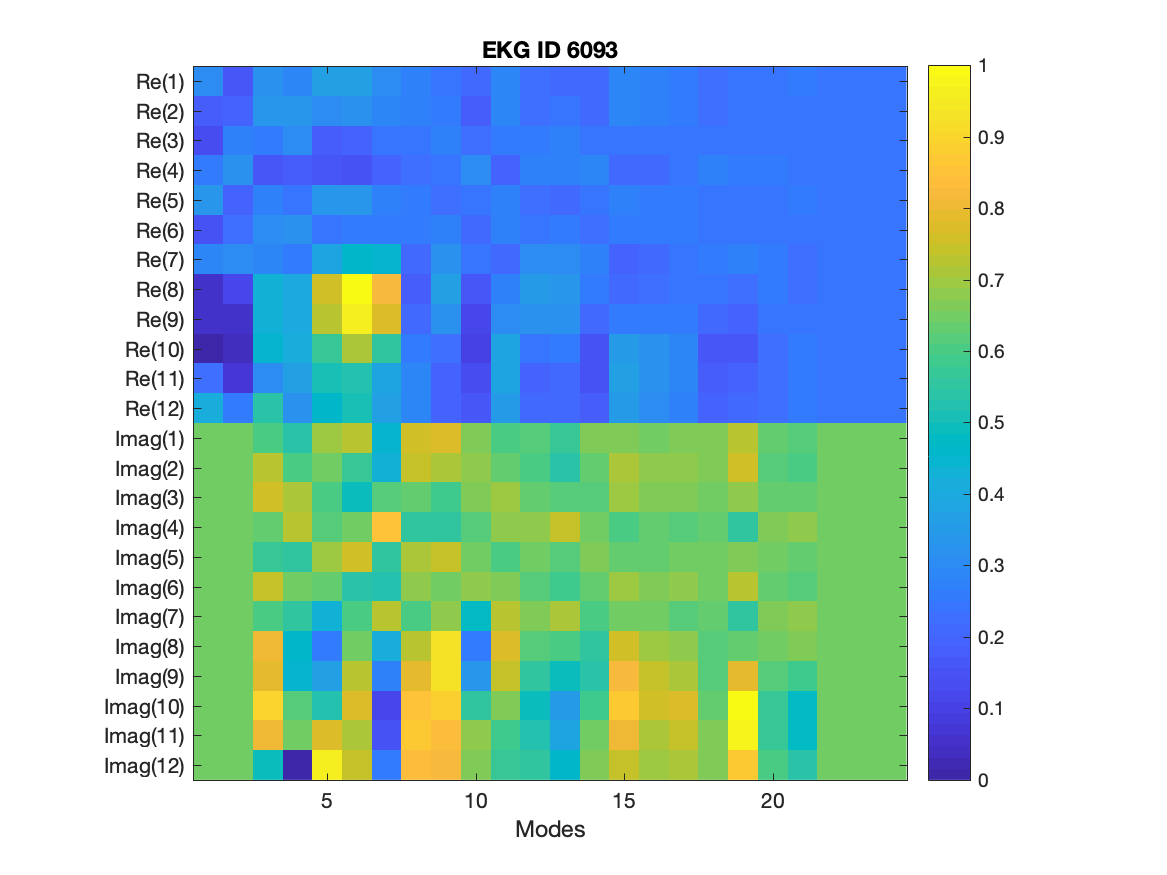 EKG ID 6093
Re(1)
Re(2)
Re(3)
Re(4)
Re(5)
Re(6)
Re(7)
Re(8)
Re(9)
Re(10)
Re(11)
Re(12)
Imag(1)
Imag(2)
Imag(3)
Imag(4)
Imag(5)
Imag(6)
Imag(7)
Imag(8)
Imag(9)
Imag(10)
Imag(11)
Imag(12)
5 10 15 20
Modes
1
0.9
0.8
0.7
0.6
0.5
0.4
0.3
0.2
0.1
0